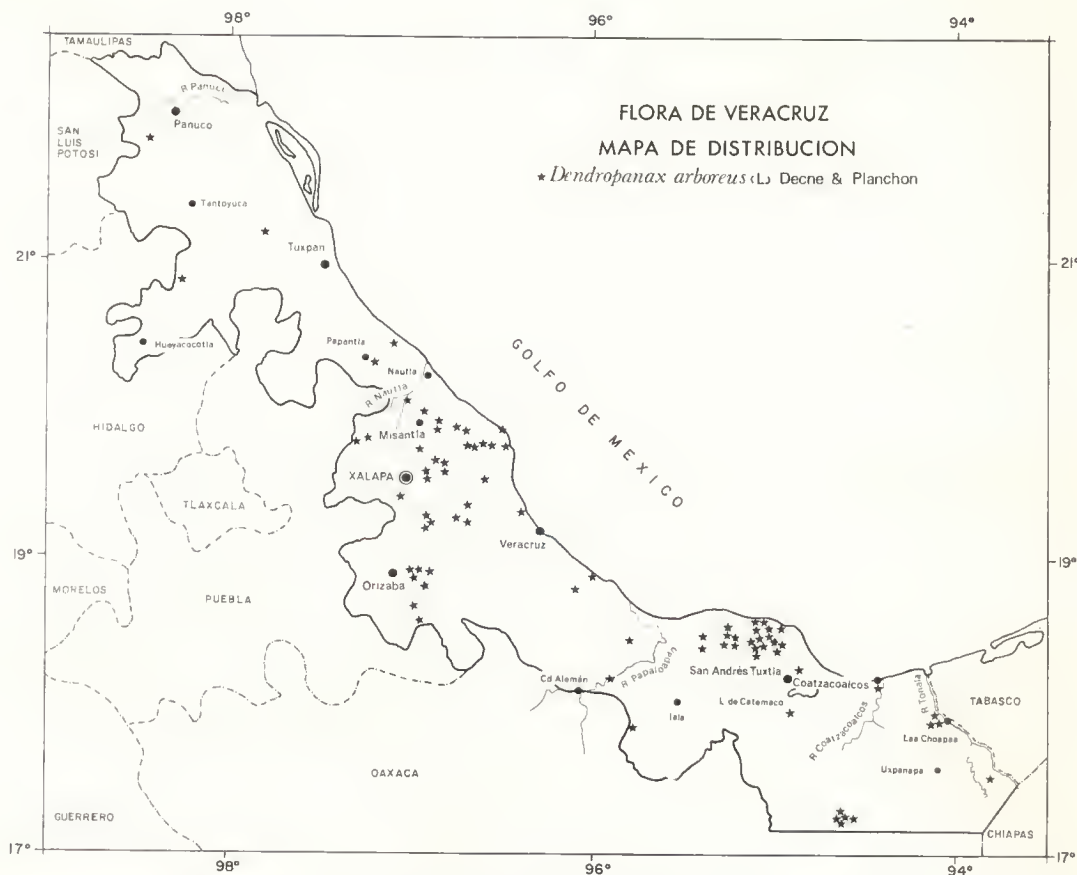 98°
96°
94°
TAMAULIPAS
R Panuco
Panuco
SAN
LUIS
POTOSI
FLORA DE VERACRUZ
MAPA DE DISTRIBUCION
★ Dendropanax arboreus (L) Decne & Planchon
Tantoyuca
Tuxpan
21°
21°
Hueyacocotla
Papantla
Nautla
R Nautla
GOLFO DE MEXICO
HIDALGO
Misantla
XALAPA
TLAXCALA
Veracruz
19°
19°
Orizaba
MORELOS
PUEBLA
R Papaloapan
San Andrés Tuxtla
Cd Alemán
Coatzacoalcos
R Tonala
TABASCO
L de Catemaco
Isla
R Coatzacoalcos
Las Choapas
Uxpanapa
OAXACA
GUERRERO
CHIAPAS
17°
17°
98°
96°
94°